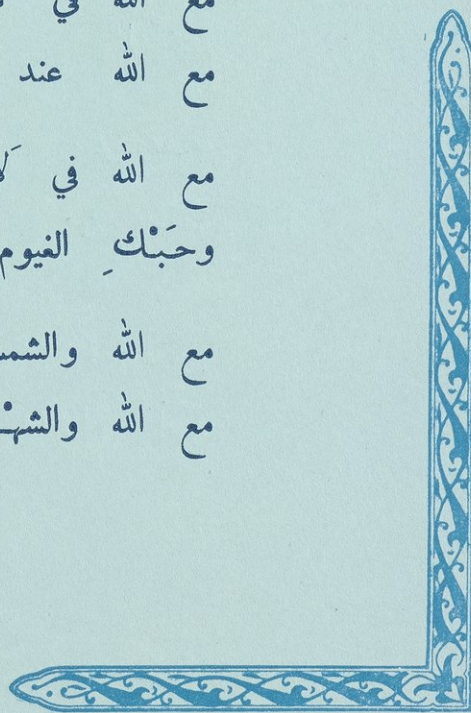 مع الله في
مع الله عند
مع الله في
وحَبْكِ الغيوم
مع الله والشمس
مع الله والشهْ